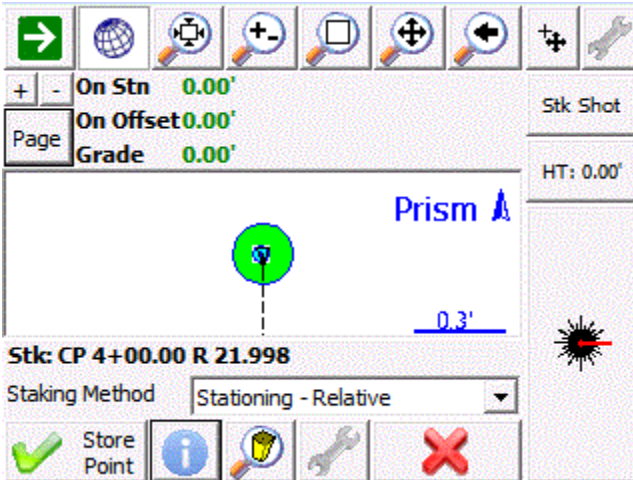 + - On Stn 0.00'
On Offset 0.00'
Page
Grade 0.00'
Stk Shot
HT: 0.00'
Prism
0.3'
Stk: CP 4+00.00 R 21.998
Staking Method Stationing - Relative
Store
Point